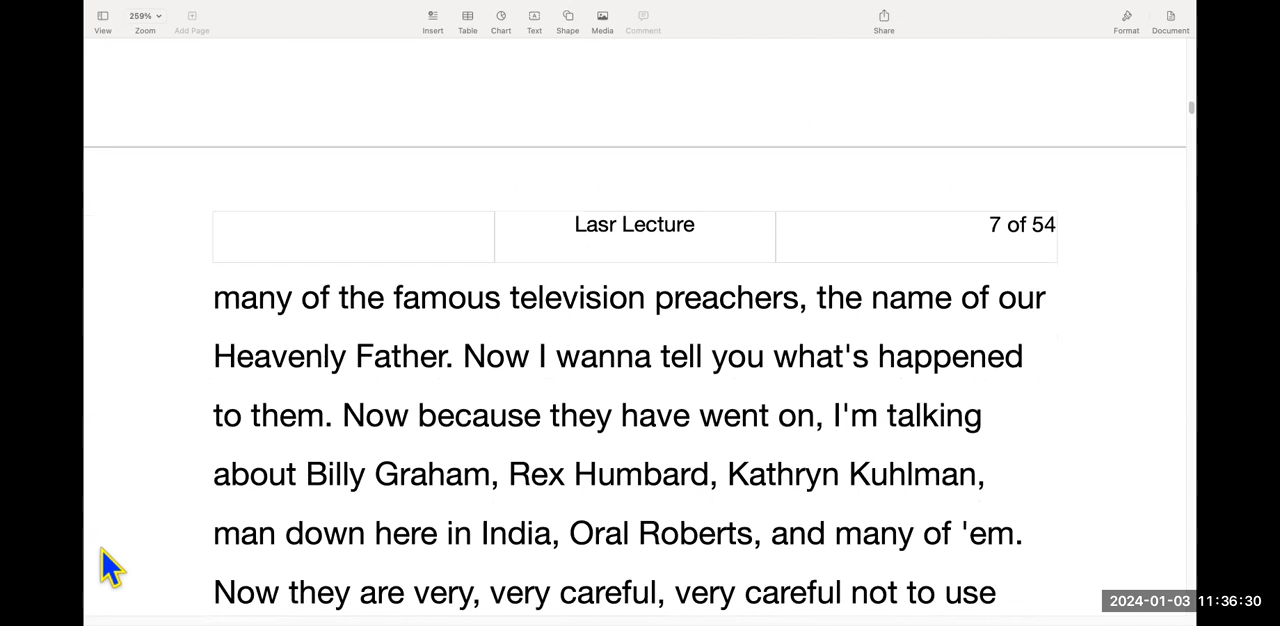 259%
View
Zoom
Add Page
Insert
Table
Chart
Text
Shape
Media
Comment
Share
Format
Document
Lasr Lecture
7 of 54
many of the famous television preachers, the name of our
Heavenly Father. Now I wanna tell you what's happened
to them. Now because they have went on, I'm talking
about Billy Graham, Rex Humbard, Kathryn Kuhlman,
man down here in India, Oral Roberts, and many of 'em.
Now they are very, very careful, very careful not to use
2024-01-03 11:36:30